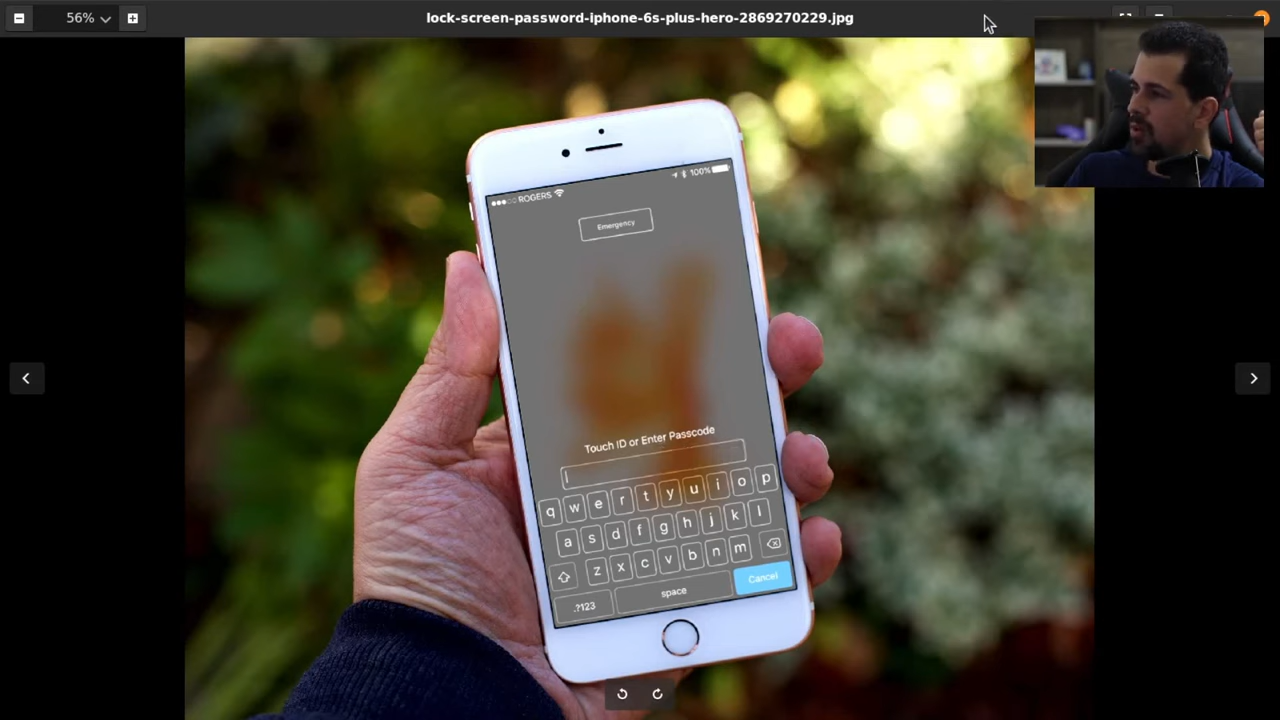 56%
lock-screen-password-iphone-6s-plus-hero-2869270229.jpg
ROGERS 100%
Emergency
Touch ID or Enter Passcode
q w e r t y u i o p
a s d f g h j k l
z x c v b n m
.?123 space Cancel